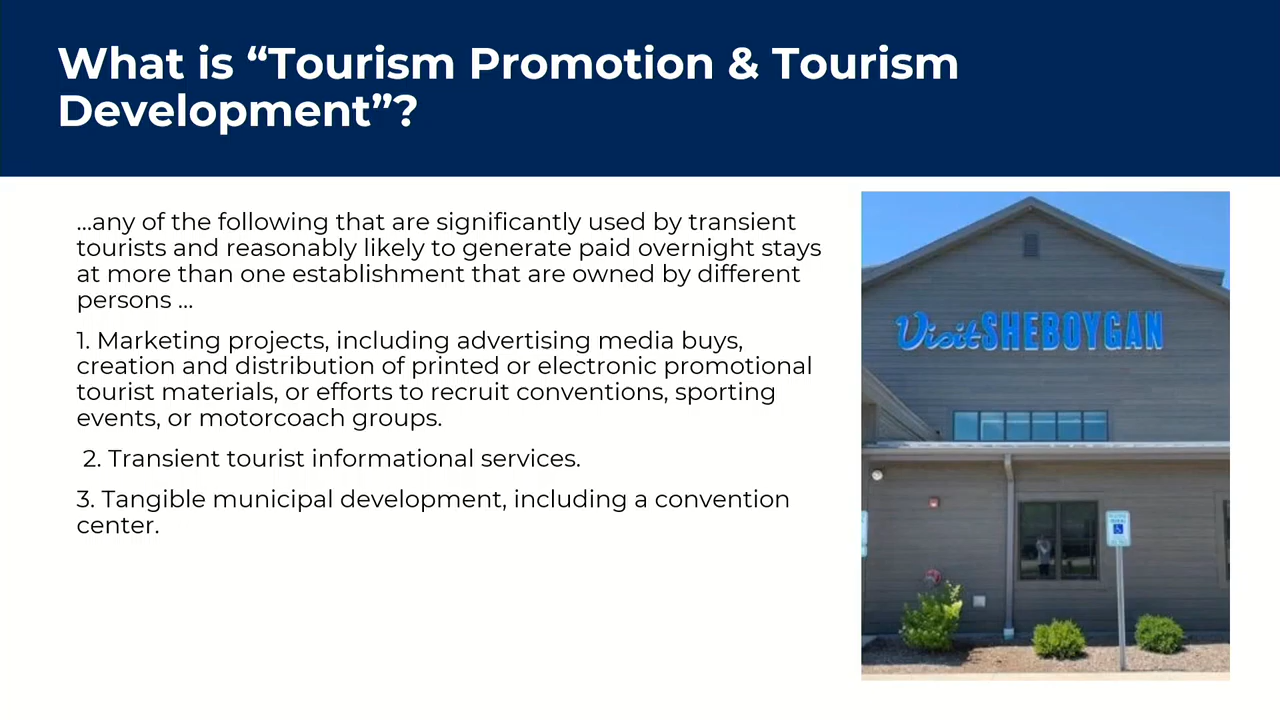 What is “Tourism Promotion & Tourism
Development”?
...any of the following that are significantly used by transient
tourists and reasonably likely to generate paid overnight stays
at more than one establishment that are owned by different
persons ...
1. Marketing projects, including advertising media buys,
creation and distribution of printed or electronic promotional
tourist materials, or efforts to recruit conventions, sporting
events, or motorcoach groups.
2. Transient tourist informational services.
3. Tangible municipal development, including a convention
center.
Visit SHEBOYGAN